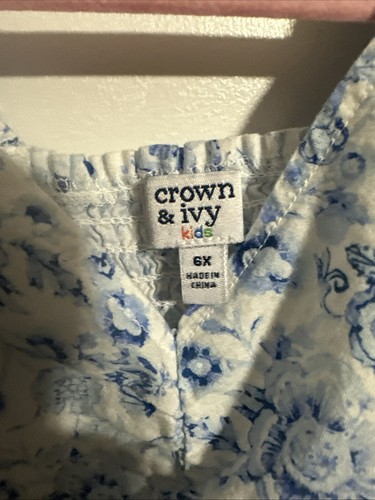 crown
& ivy
kids
6X
MADE IN
CHINA